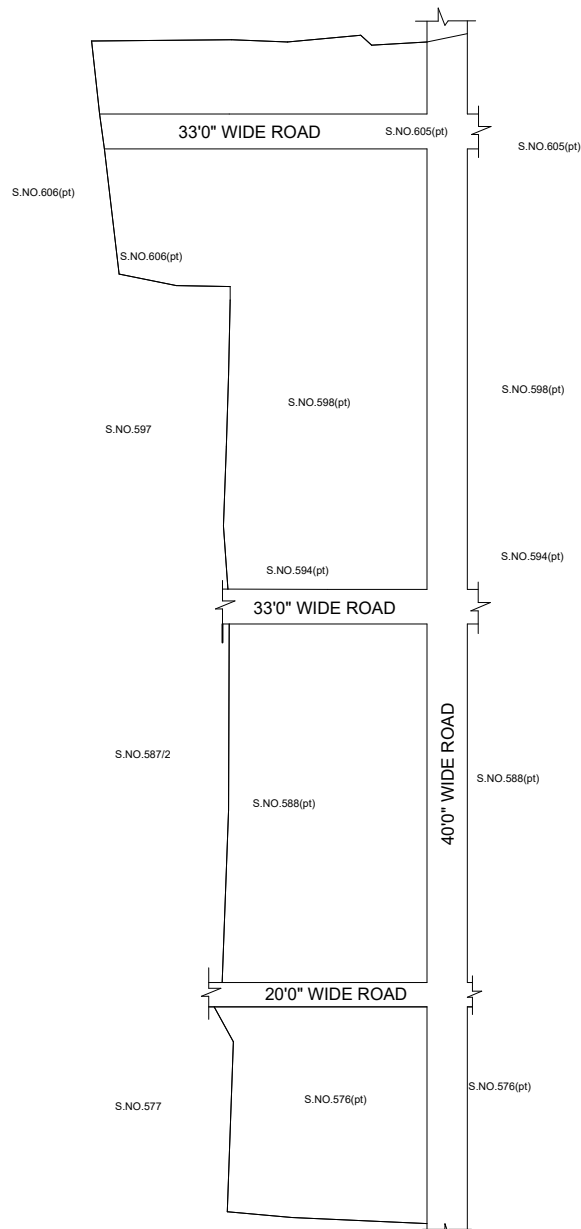 33'0" WIDE ROAD
S.NO.605(pt)
S.NO.605(pt)
S.NO.606(pt)
S.NO.606(pt)
S.NO.598(pt)
S.NO.598(pt)
S.NO.597
S.NO.594(pt)
S.NO.594(pt)
33'0" WIDE ROAD
40'0" WIDE ROAD
S.NO.587/2
S.NO.588(pt)
S.NO.588(pt)
20'0" WIDE ROAD
S.NO.576(pt)
S.NO.576(pt)
S.NO.577